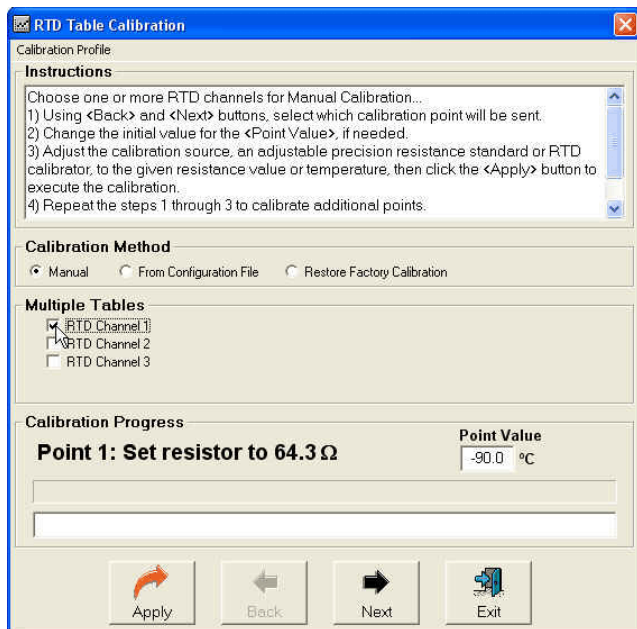 RTD Table Calibration
Calibration Profile
Instructions
Choose one or more RTD channels for Manual Calibration...
1) Using <Back> and <Next> buttons, select which calibration point will be sent.
2) Change the initial value for the <Point Value>, if needed.
3) Adjust the calibration source, an adjustable precision resistance standard or RTD
calibrator, to the given resistance value or temperature, then click the <Apply> button to
execute the calibration.
4) Repeat the steps 1 through 3 to calibrate additional points.
Calibration Method
Manual From Configuration File Restore Factory Calibration
Multiple Tables
RTD Channel 1
RTD Channel 2
RTD Channel 3
Calibration Progress
Point 1: Set resistor to 64.3 Ω
Point Value
-90.0 ºC
Apply Back Next Exit